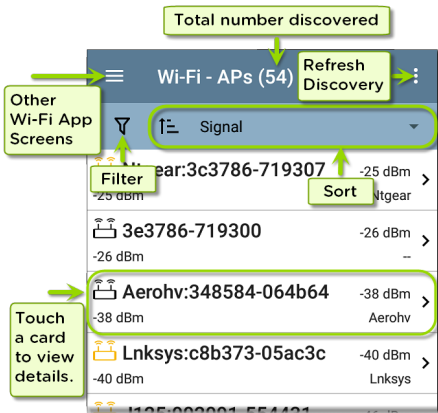 Total number discovered
Wi-Fi - APs (54)
Refresh
Discovery
Other
Wi-Fi App
Screens
Signal
Filter
Sort
:3c3786-719307
-25 dBm
-25 dBm
Ntgear
3e3786-719300
-26 dBm
-26 dBm
--
Aerohv:348584-064b64
-38 dBm
-38 dBm
Aerohv
Touch
a card
to view
details.
Lnksys:c8b373-05ac3c
-40 dBm
-40 dBm
Lnksys